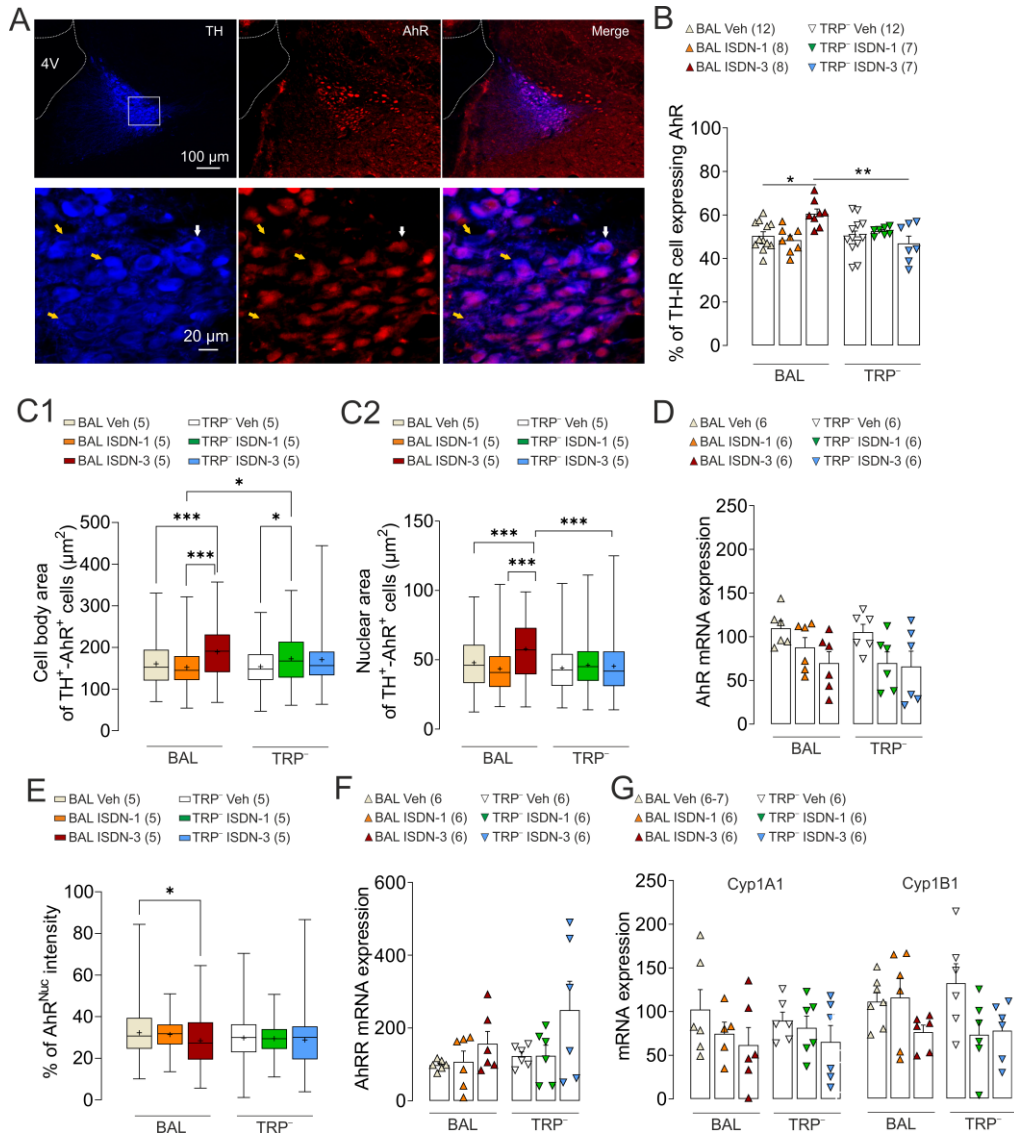 A
TH
AhR
Merge
4V
100 µm
20 µm
B
BAL Veh (12)
TRP⁻ Veh (12)
BAL ISDN-1 (8)
TRP⁻ ISDN-1 (7)
BAL ISDN-3 (8)
TRP⁻ ISDN-3 (7)
% of TH-IR cell expressing AhR
100
80
60
40
20
0
*
**
BAL
TRP⁻
C1
BAL Veh (5)
TRP⁻ Veh (5)
BAL ISDN-1 (5)
TRP⁻ ISDN-1 (5)
BAL ISDN-3 (5)
TRP⁻ ISDN-3 (5)
Cell body area
of TH⁺-AhR⁺ cells (µm²)
500
400
300
200
100
0
*
***
*
***
BAL
TRP⁻
C2
BAL Veh (5)
TRP⁻ Veh (5)
BAL ISDN-1 (5)
TRP⁻ ISDN-1 (5)
BAL ISDN-3 (5)
TRP⁻ ISDN-3 (5)
Nuclear area
of TH⁺-AhR⁺ cells (µm²)
150
100
50
0
***
***
***
BAL
TRP⁻
D
BAL Veh (6
TRP⁻ Veh (6)
BAL ISDN-1 (6)
TRP⁻ ISDN-1 (6)
BAL ISDN-3 (6)
TRP⁻ ISDN-3 (6)
AhR mRNA expression
250
200
150
100
50
0
BAL
TRP⁻
E
BAL Veh (5)
TRP⁻ Veh (5)
BAL ISDN-1 (5)
TRP⁻ ISDN-1 (5)
BAL ISDN-3 (5)
TRP⁻ ISDN-3 (5)
% of AhR^Nuc intensity
100
80
60
40
20
0
*
BAL
TRP⁻
F
BAL Veh (6
TRP⁻ Veh (6)
BAL ISDN-1 (6)
TRP⁻ ISDN-1 (6)
BAL ISDN-3 (6)
TRP⁻ ISDN-3 (6)
AhRR mRNA expression
600
400
200
0
BAL
TRP⁻
G
BAL Veh (6-7)
TRP⁻ Veh (6)
BAL ISDN-1 (6)
TRP⁻ ISDN-1 (6)
BAL ISDN-3 (6)
TRP⁻ ISDN-3 (6)
mRNA expression
250
200
150
100
50
0
Cyp1A1
Cyp1B1
BAL
TRP⁻
BAL
TRP⁻